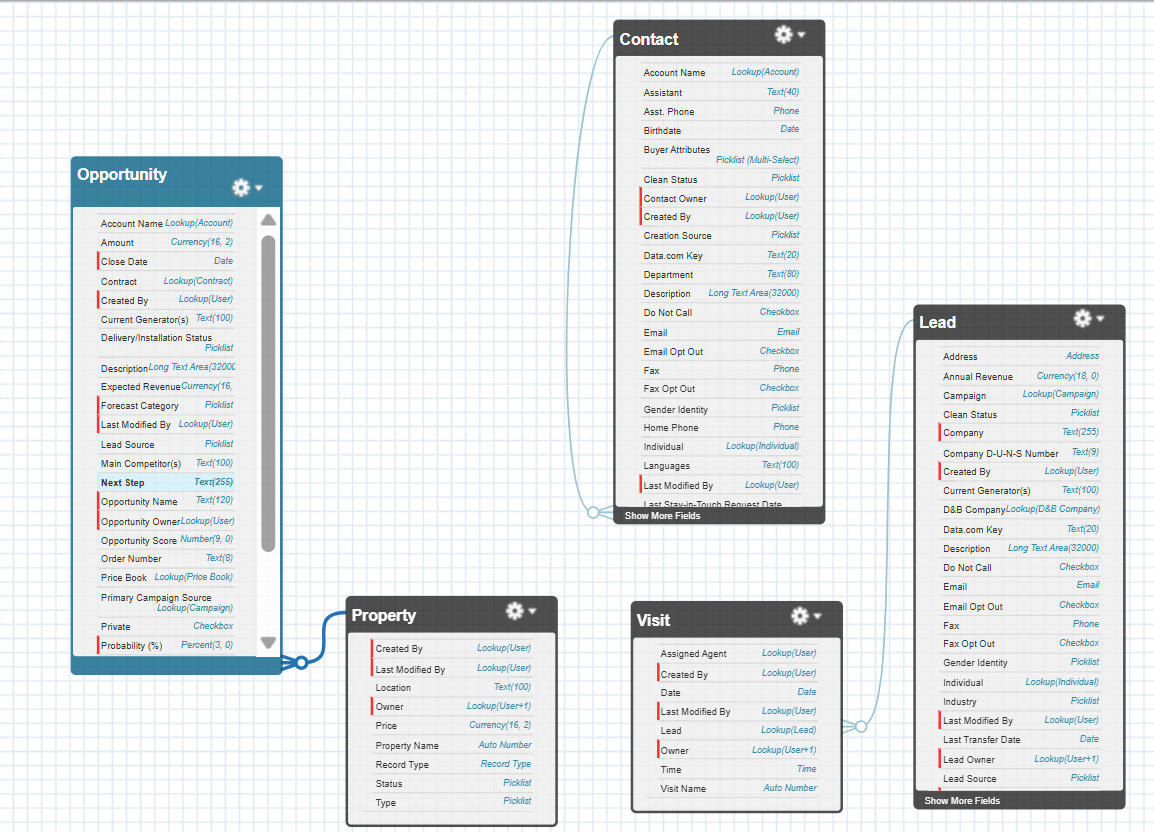 Contact
Account Name Lookup(Account)
Assistant Text(40)
Asst. Phone Phone
Birthdate Date
Buyer Attributes
Picklist (Multi-Select)
Clean Status Picklist
Contact Owner Lookup(User)
Created By Lookup(User)
Creation Source Picklist
Data.com Key Text(20)
Department Text(80)
Description Long Text Area(32000)
Do Not Call Checkbox
Email Email
Email Opt Out Checkbox
Fax Phone
Fax Opt Out Checkbox
Gender Identity Picklist
Home Phone Phone
Individual Lookup(Individual)
Languages Text(100)
Last Modified By Lookup(User)
Last Stay-in-Touch Request Date
Show More Fields
Opportunity
Account Name Lookup(Account)
Amount Currency(16, 2)
Close Date Date
Contract Lookup(Contract)
Created By Lookup(User)
Current Generator(s) Text(100)
Delivery/Installation Status
Picklist
Description Long Text Area(32000
Expected Revenue Currency(16,
Forecast Category Picklist
Last Modified By Lookup(User)
Lead Source Picklist
Main Competitor(s) Text(100)
Next Step Text(255)
Opportunity Name Text(120)
Opportunity Owner Lookup(User)
Opportunity Score Number(9, 0)
Order Number Text(8)
Price Book Lookup(Price Book)
Primary Campaign Source
Lookup(Campaign)
Private Checkbox
Probability (%) Percent(3, 0)
Lead
Address Address
Annual Revenue Currency(18, 0)
Campaign Lookup(Campaign)
Clean Status Picklist
Company Text(255)
Company D-U-N-S Number Text(9)
Created By Lookup(User)
Current Generator(s) Text(100)
D&B Company Lookup(D&B Company)
Data.com Key Text(20)
Description Long Text Area(32000)
Do Not Call Checkbox
Email Email
Email Opt Out Checkbox
Fax Phone
Fax Opt Out Checkbox
Gender Identity Picklist
Individual Lookup(Individual)
Industry Picklist
Last Modified By Lookup(User)
Last Transfer Date Date
Lead Owner Lookup(User+1)
Lead Source Picklist
Show More Fields
Property
Created By Lookup(User)
Last Modified By Lookup(User)
Location Text(100)
Owner Lookup(User+1)
Price Currency(16, 2)
Property Name Auto Number
Record Type Record Type
Status Picklist
Type Picklist
Visit
Assigned Agent Lookup(User)
Created By Lookup(User)
Date Date
Last Modified By Lookup(User)
Lead Lookup(Lead)
Owner Lookup(User+1)
Time Time
Visit Name Auto Number